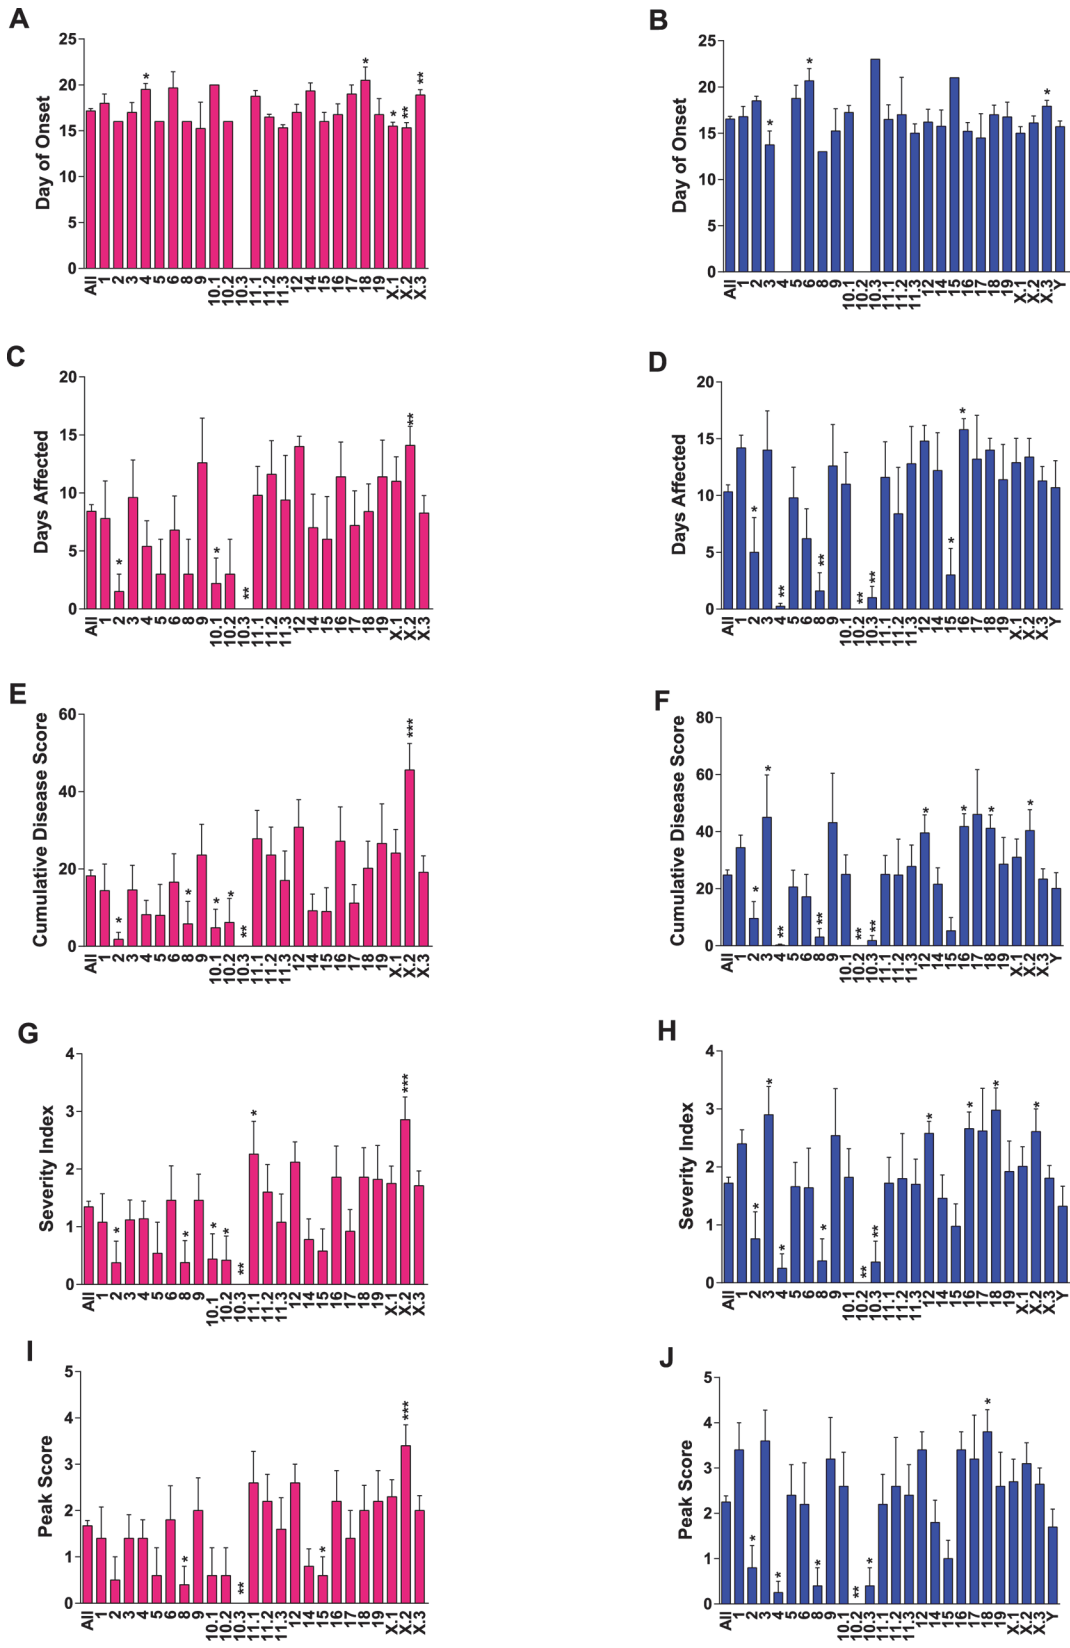 A
Day of Onset
25
20
15
10
5
0
* * * * ** **
All 1 2 3 4 5 6 8 9 10.1 10.2 10.3 11.1 11.2 11.3 12 14 15 16 17 18 19 X.1 X.2 X.3
B
Day of Onset
25
20
15
10
5
0
* * *
All 1 2 3 4 5 6 8 9 10.1 10.2 10.3 11.1 11.2 11.3 12 14 15 16 17 18 19 X.1 X.2 X.3 Y
C
Days Affected
20
15
10
5
0
* * ** **
All 1 2 3 4 5 6 8 9 10.1 10.2 10.3 11.1 11.2 11.3 12 14 15 16 17 18 19 X.1 X.2 X.3
D
Days Affected
20
15
10
5
0
* ** ** ** ** * *
All 1 2 3 4 5 6 8 9 10.1 10.2 10.3 11.1 11.2 11.3 12 14 15 16 17 18 19 X.1 X.2 X.3 Y
E
Cumulative Disease Score
60
40
20
0
* * * * ** ***
All 1 2 3 4 5 6 8 9 10.1 10.2 10.3 11.1 11.2 11.3 12 14 15 16 17 18 19 X.1 X.2 X.3
F
Cumulative Disease Score
80
60
40
20
0
* * ** ** ** ** * * * *
All 1 2 3 4 5 6 8 9 10.1 10.2 10.3 11.1 11.2 11.3 12 14 15 16 17 18 19 X.1 X.2 X.3 Y
G
Severity Index
4
3
2
1
0
* * * * ** * ***
All 1 2 3 4 5 6 8 9 10.1 10.2 10.3 11.1 11.2 11.3 12 14 15 16 17 18 19 X.1 X.2 X.3
H
Severity Index
4
3
2
1
0
* * * * ** ** * * * *
All 1 2 3 4 5 6 8 9 10.1 10.2 10.3 11.1 11.2 11.3 12 14 15 16 17 18 19 X.1 X.2 X.3 Y
I
Peak Score
5
4
3
2
1
0
* ** * ***
All 1 2 3 4 5 6 8 9 10.1 10.2 10.3 11.1 11.2 11.3 12 14 15 16 17 18 19 X.1 X.2 X.3
J
Peak Score
5
4
3
2
1
0
* * * ** * *
All 1 2 3 4 5 6 8 9 10.1 10.2 10.3 11.1 11.2 11.3 12 14 15 16 17 18 19 X.1 X.2 X.3 Y